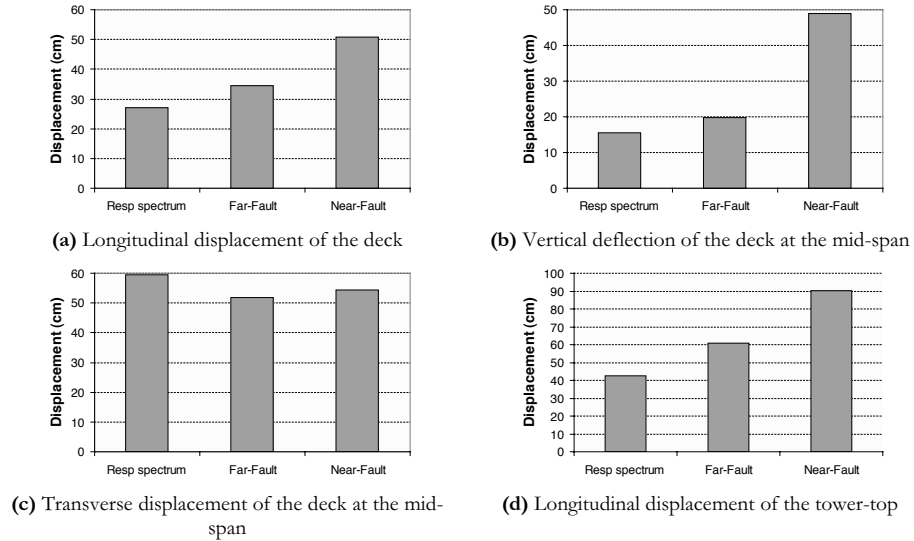 60
50
40
30
20
10
0
Displacement (cm)
Resp spectrum Far-Fault Near-Fault
(a) Longitudinal displacement of the deck
50
40
30
20
10
0
Displacement (cm)
Resp spectrum Far-Fault Near-Fault
(b) Vertical deflection of the deck at the mid-span
60
50
40
30
20
10
0
Displacement (cm)
Resp spectrum Far-Fault Near-Fault
(c) Transverse displacement of the deck at the mid-
span
100
90
80
70
60
50
40
30
20
10
0
Displacement (cm)
Resp spectrum Far-Fault Near-Fault
(d) Longitudinal displacement of the tower-top